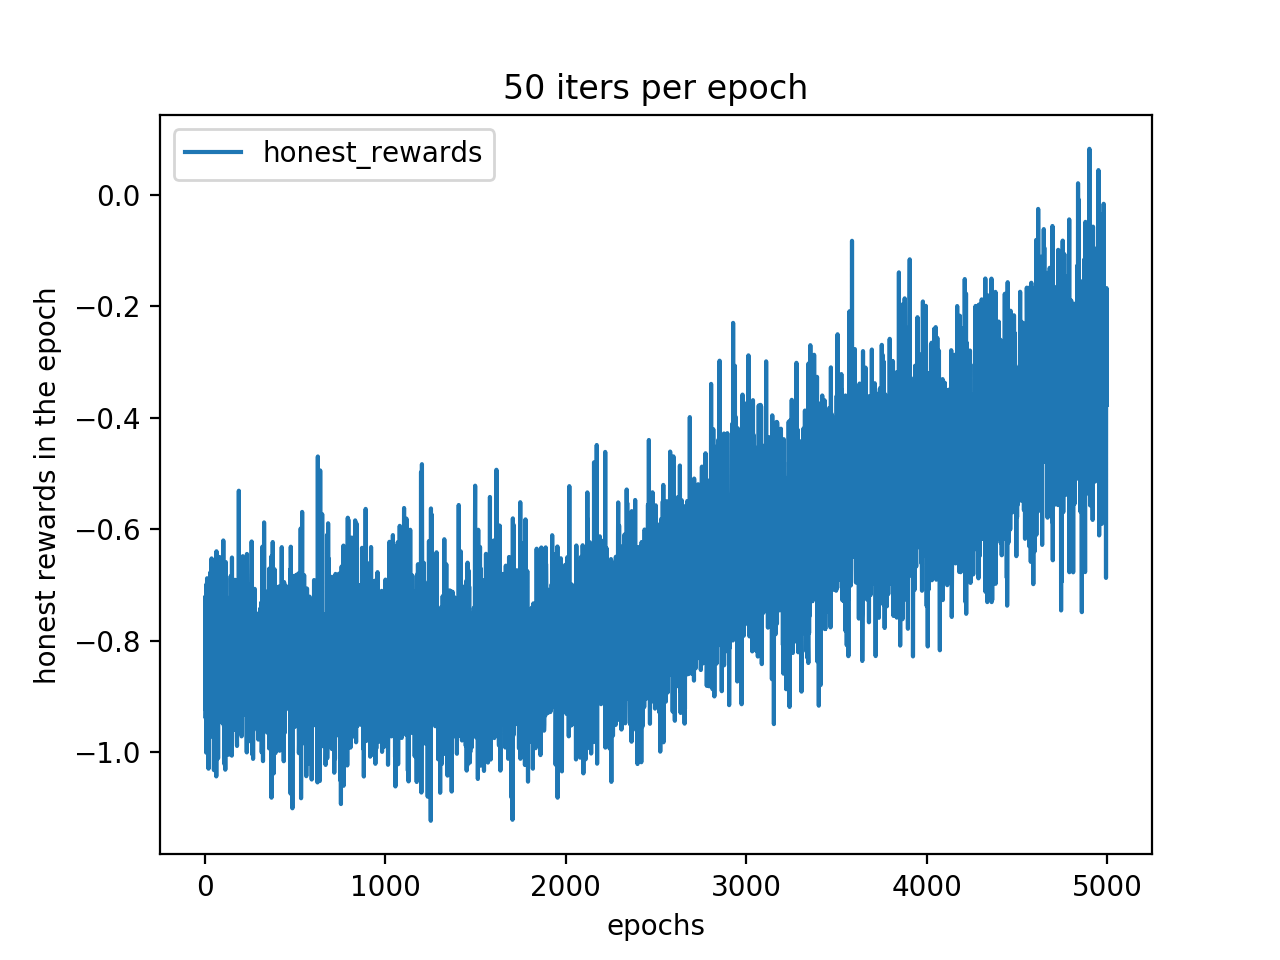 50 iters per epoch
honest_rewards
honest rewards in the epoch
0.0
−0.2
−0.4
−0.6
−0.8
−1.0
0 1000 2000 3000 4000 5000
epochs